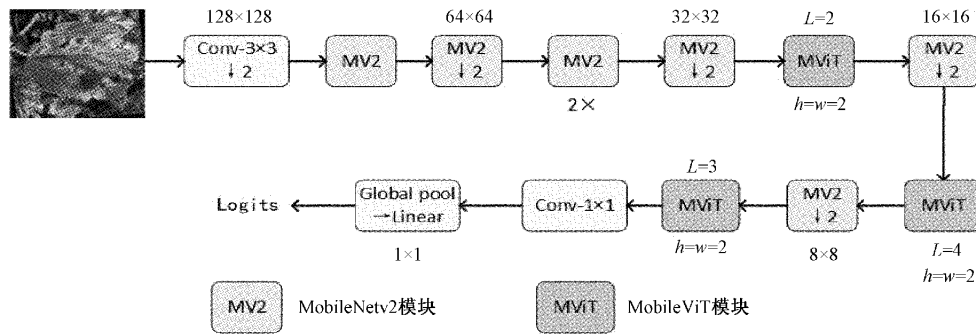 128×128
64×64
32×32
L=2
16×16
Conv-3×3
↓2
MV2
MV2
↓2
MV2
2×
MV2
↓2
MViT
h=w=2
MV2
↓2
L=3
Logits
Global pool
→Linear
1×1
Conv-1×1
MViT
h=w=2
MV2
↓2
8×8
MViT
L=4
h=w=2
MV2
MobileNetv2模块
MViT
MobileViT模块